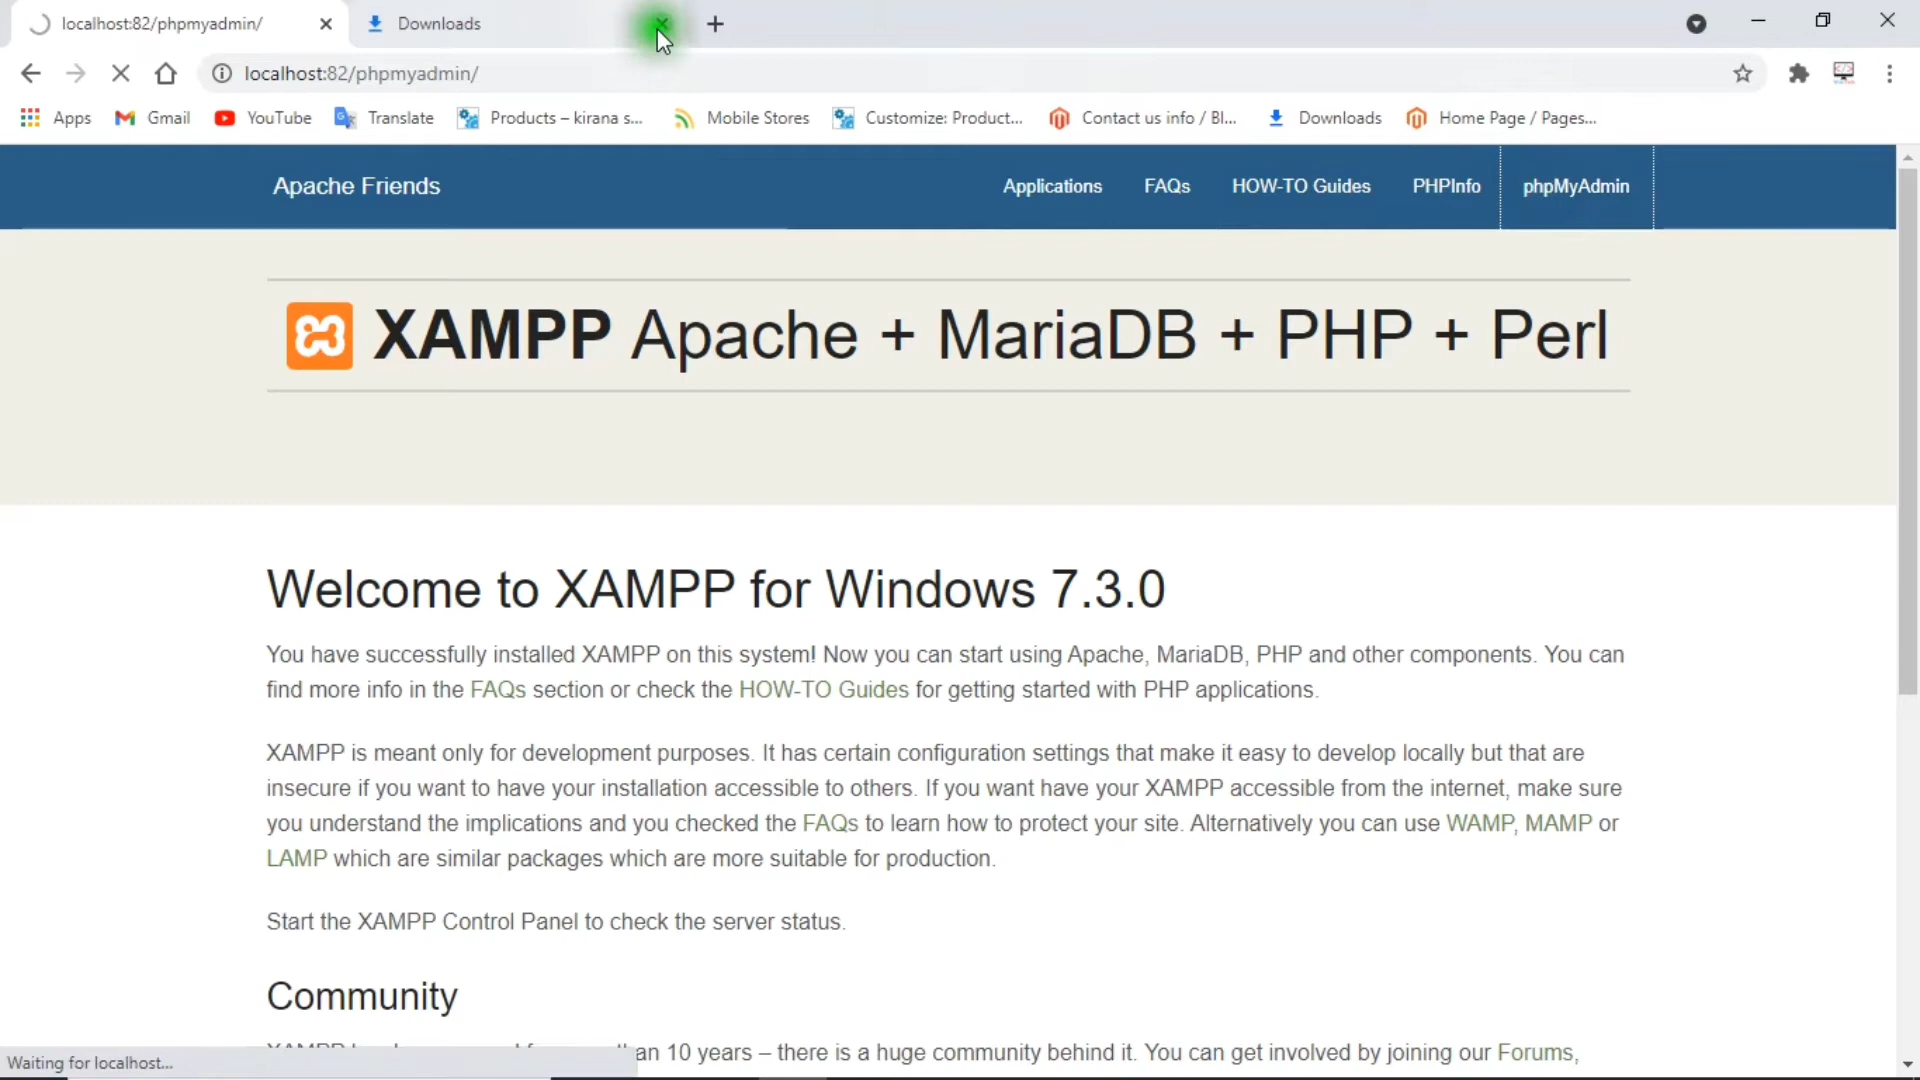 localhost:82/phpmyadmin/
Downloads
localhost:82/phpmyadmin/
Apps Gmail YouTube Translate Products – kirana s... Mobile Stores Customize: Product... Contact us info / Bl... Downloads Home Page / Pages...
Apache Friends Applications FAQs HOW-TO Guides PHPInfo phpMyAdmin
XAMPP Apache + MariaDB + PHP + Perl
Welcome to XAMPP for Windows 7.3.0
You have successfully installed XAMPP on this system! Now you can start using Apache, MariaDB, PHP and other components. You can
find more info in the FAQs section or check the HOW-TO Guides for getting started with PHP applications.
XAMPP is meant only for development purposes. It has certain configuration settings that make it easy to develop locally but that are
insecure if you want to have your installation accessible to others. If you want have your XAMPP accessible from the internet, make sure
you understand the implications and you checked the FAQs to learn how to protect your site. Alternatively you can use WAMP, MAMP or
LAMP which are similar packages which are more suitable for production.
Start the XAMPP Control Panel to check the server status.
Community
10 years – there is a huge community behind it. You can get involved by joining our Forums,
Waiting for localhost...